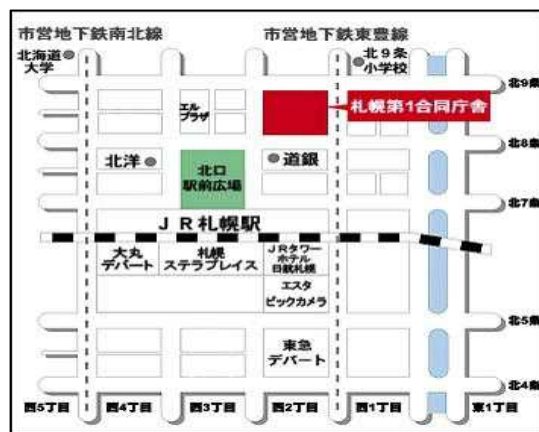 市営地下鉄南北線
市営地下鉄東豊線
北海道
大学
北9条
小学校
北9条
エル
プラザ
札幌第1合同庁舎
北8条
北洋
北口
駅前広場
道銀
北7条
JR札幌駅
大丸
デパート
札幌
ステラプレイス
JRタワー
ホテル
日航札幌
エスタ
ビックカメラ
北5条
東急
デパート
北4条
西5丁目
西4丁目
西3丁目
西2丁目
西1丁目
東1丁目